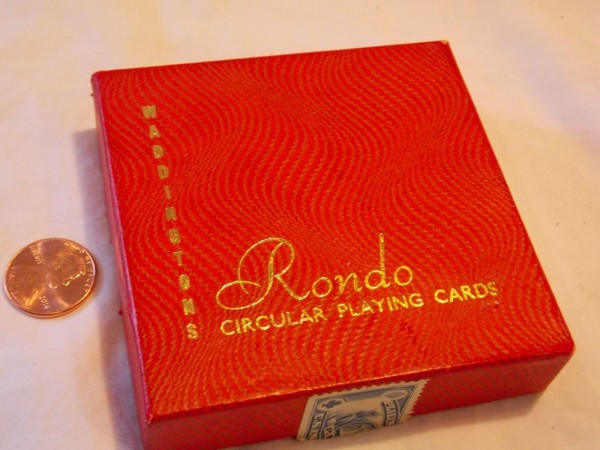 WADDINGTONS
Rondo
CIRCULAR PLAYING CARDS